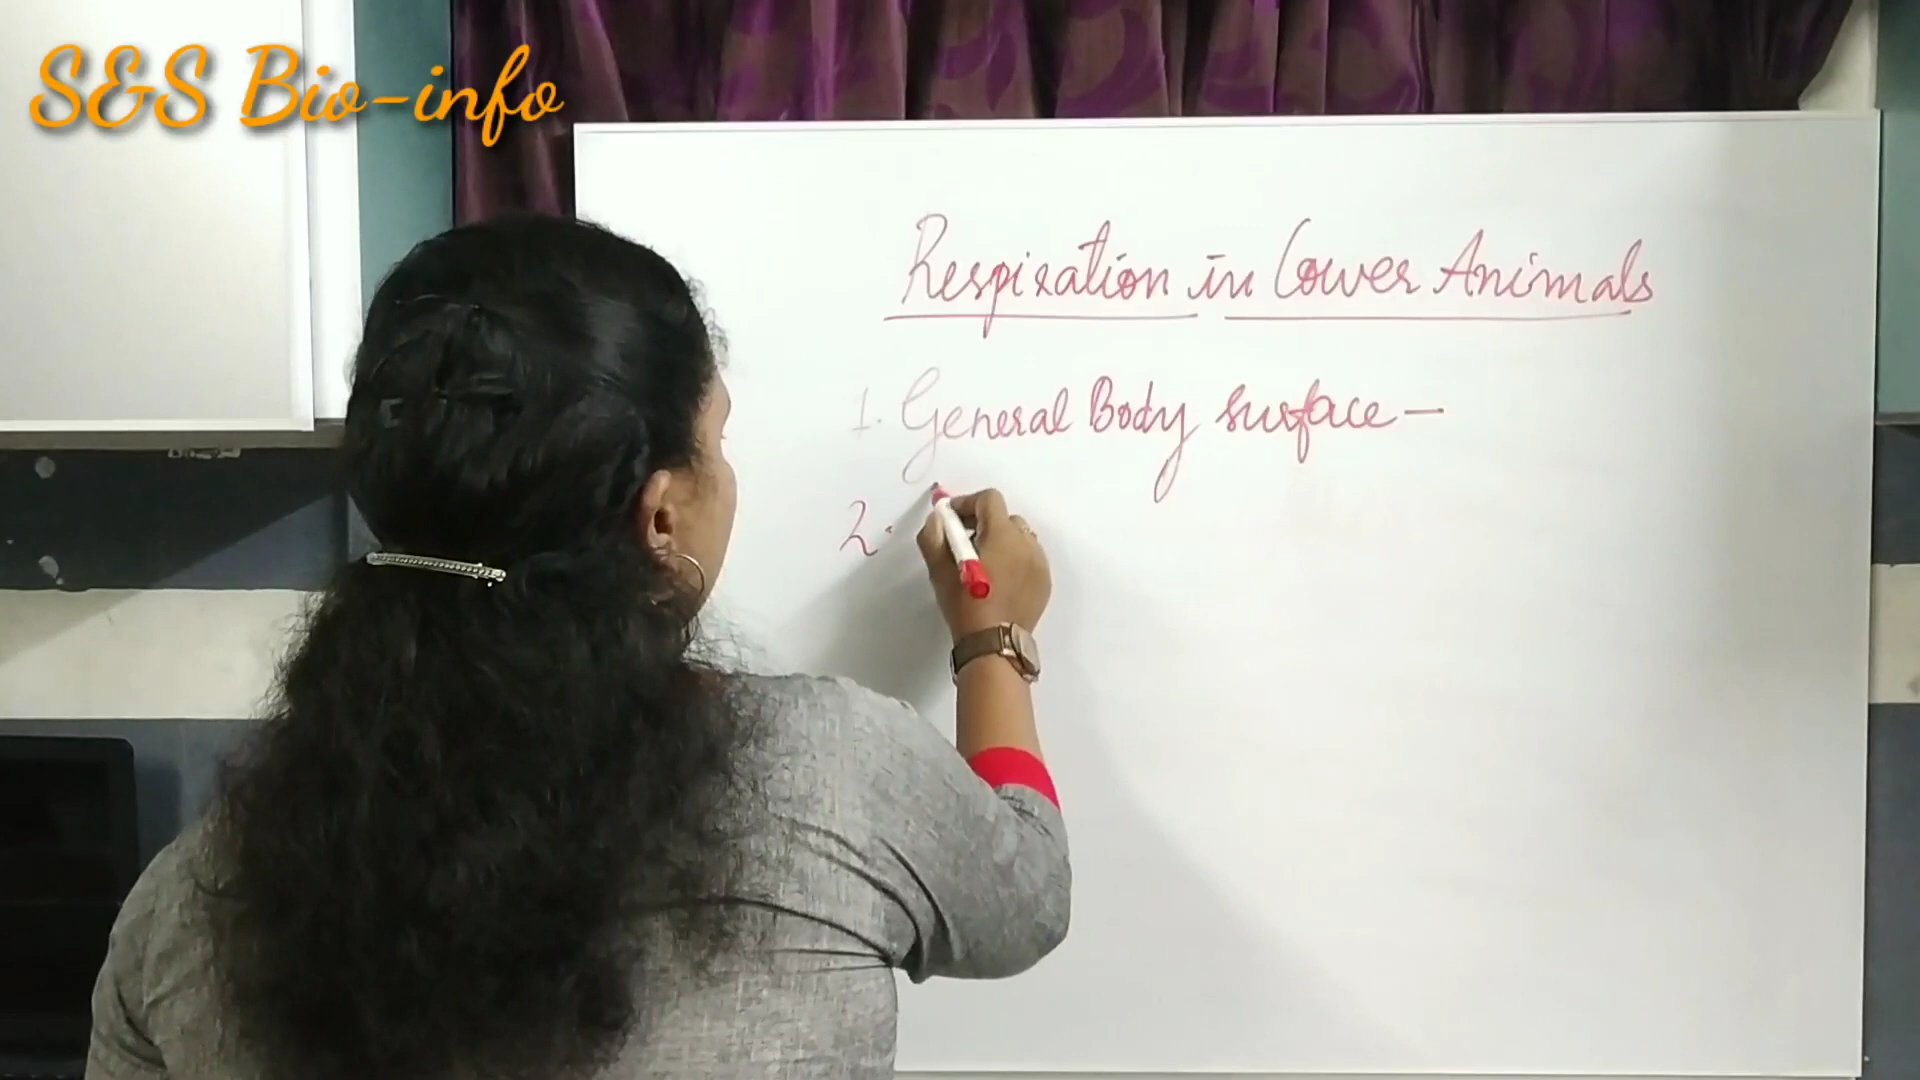 S&S Bio-info
Respiration in Lower Animals
1. General Body surface —
2.